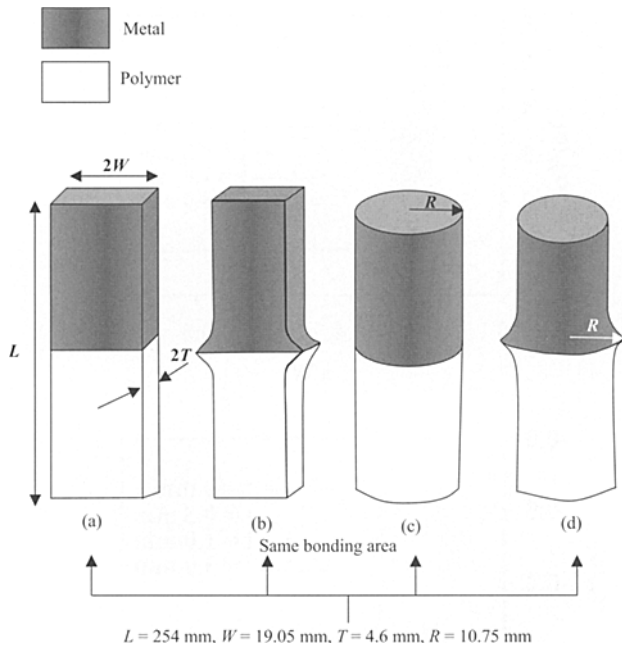 Metal
Polymer
2W
R
R
L
2T
(a)
(b)
(c)
(d)
Same bonding area
L = 254 mm, W = 19.05 mm, T = 4.6 mm, R = 10.75 mm